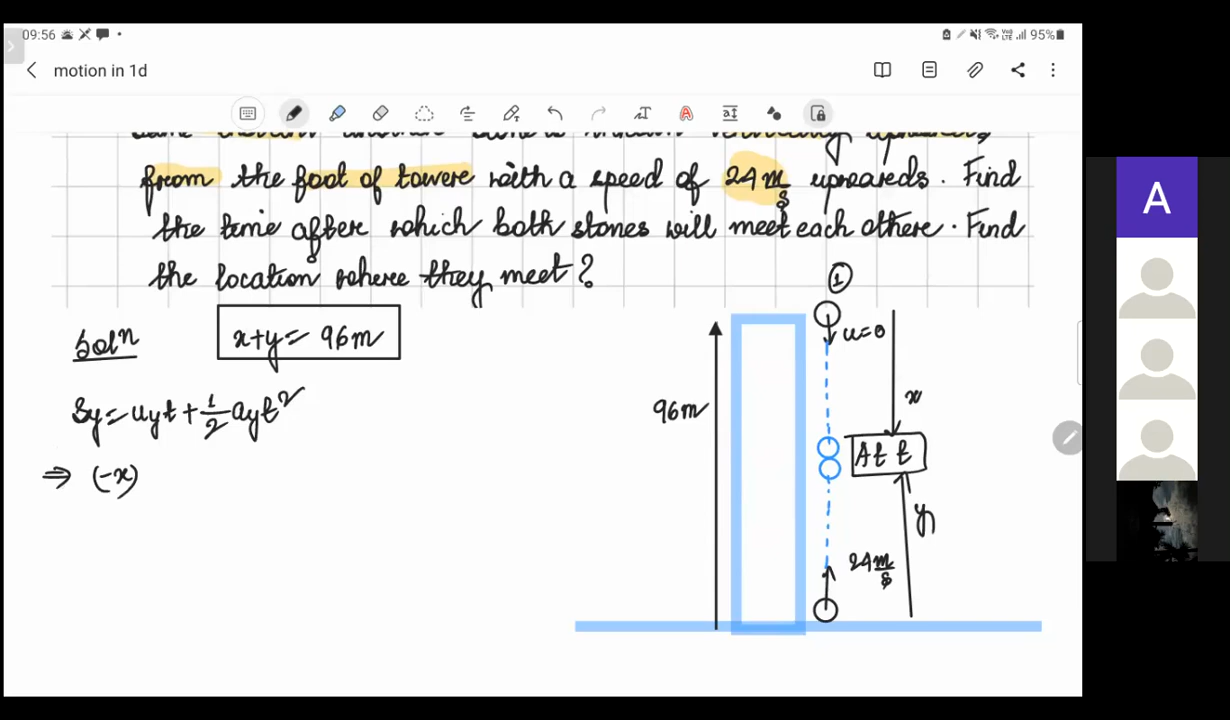 09:56
95%
motion in 1d
from the foot of towere with a speed of 24 m/s upwards. Find
the time after which both stones will meet each othere. Find
the location where they meet?
①
Solⁿ
x+y = 96m
u=0
Sy = uyt + 1/2 ayt²
96m
x
At t
⇒ (-x)
y
24 m/s
A